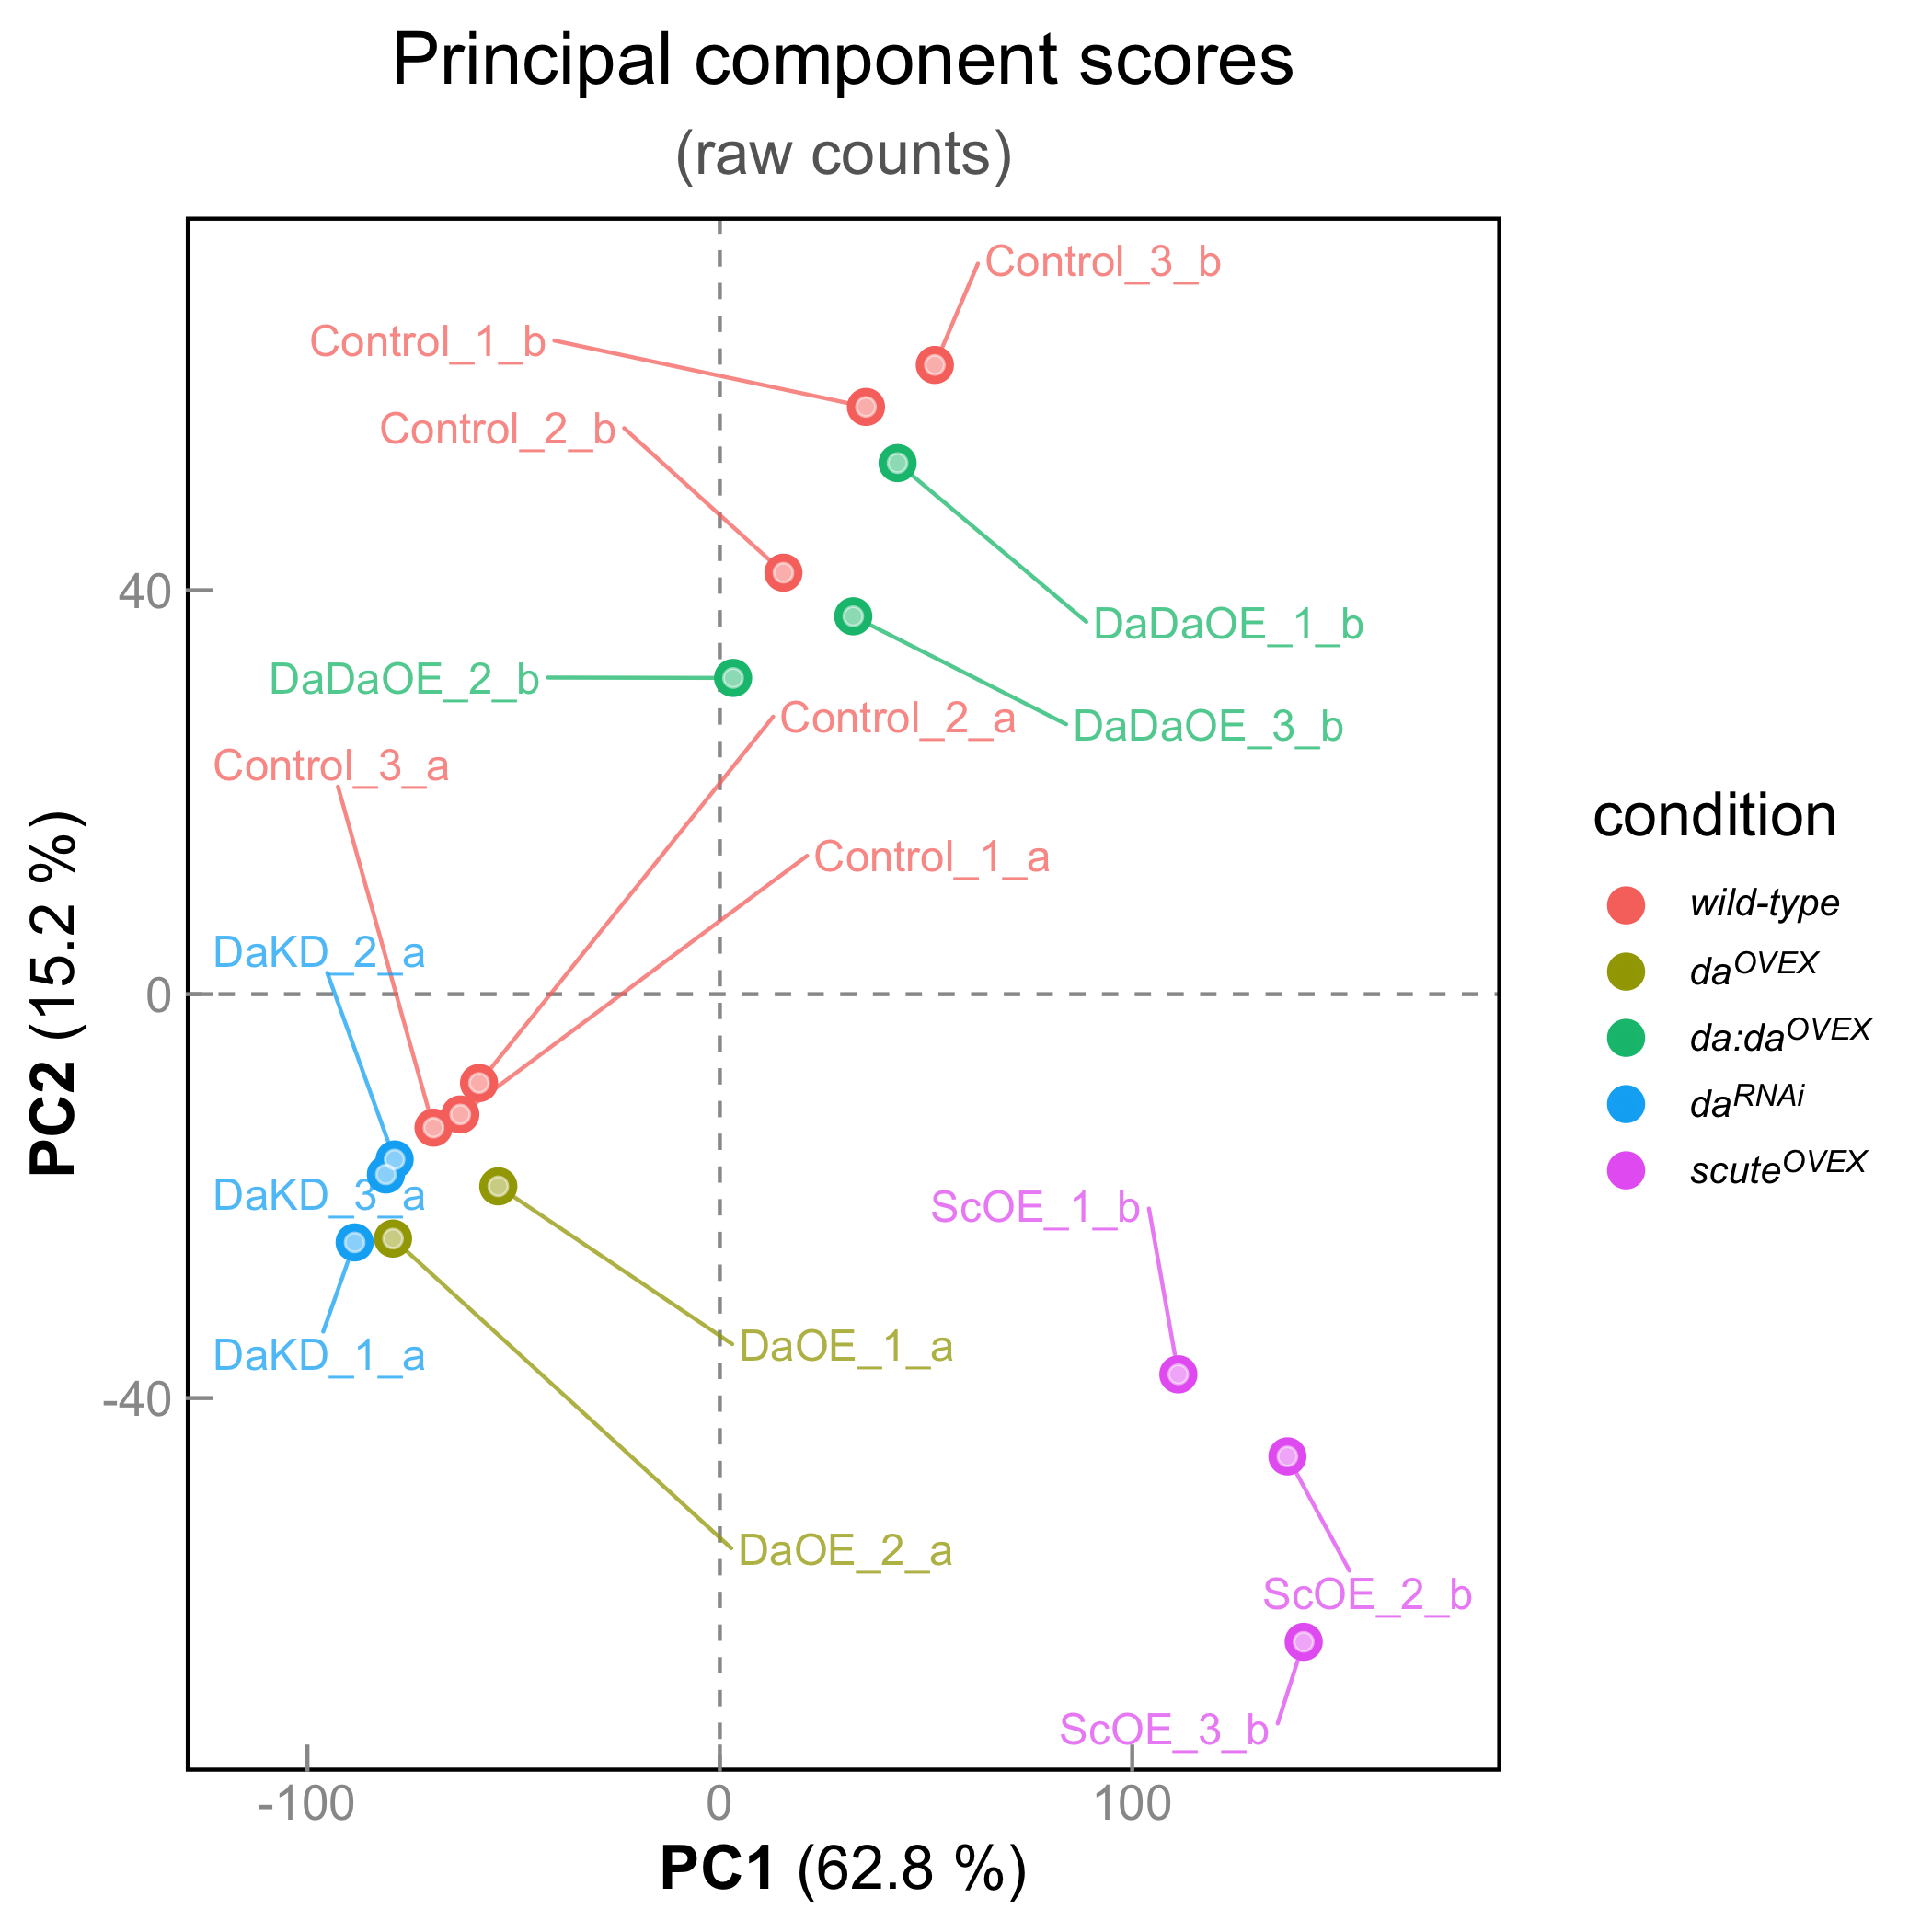 Principal component scores
(raw counts)
Control_3_b
Control_1_b
Control_2_b
DaDaOE_1_b
DaDaOE_2_b
Control_2_a
DaDaOE_3_b
Control_3_a
Control_1_a
DaKD_2_a
DaKD_3_a
ScOE_1_b
DaOE_1_a
DaKD_1_a
DaOE_2_a
ScOE_2_b
ScOE_3_b
40
0
-40
PC2 (15.2 %)
-100 0 100
PC1 (62.8 %)
condition
wild-type
da^OVEX
da:da^OVEX
da^RNAi
scute^OVEX